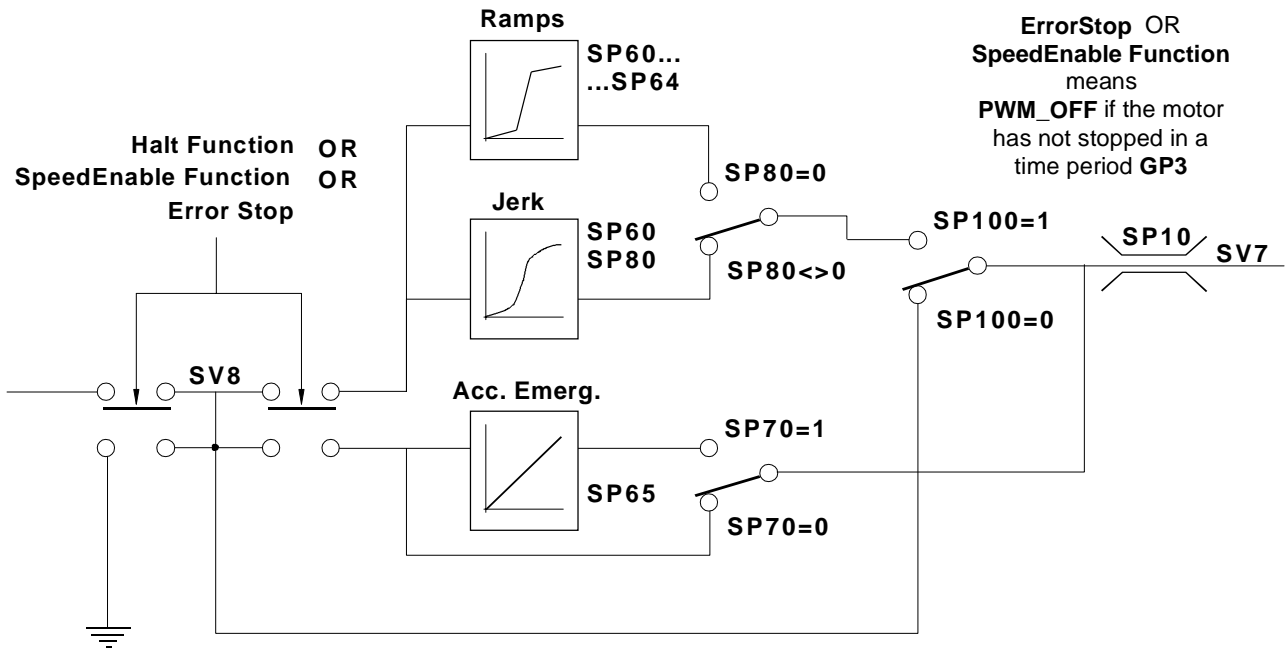 Ramps
SP60...
...SP64
ErrorStop OR
SpeedEnable Function
means
PWM_OFF if the motor
has not stopped in a
time period GP3
Halt Function OR
SpeedEnable Function OR
Error Stop
SP80=0
Jerk
SP60
SP80
SP80<>0
SP100=1
SP10
SV7
SP100=0
SV8
Acc. Emerg.
SP70=1
SP65
SP70=0